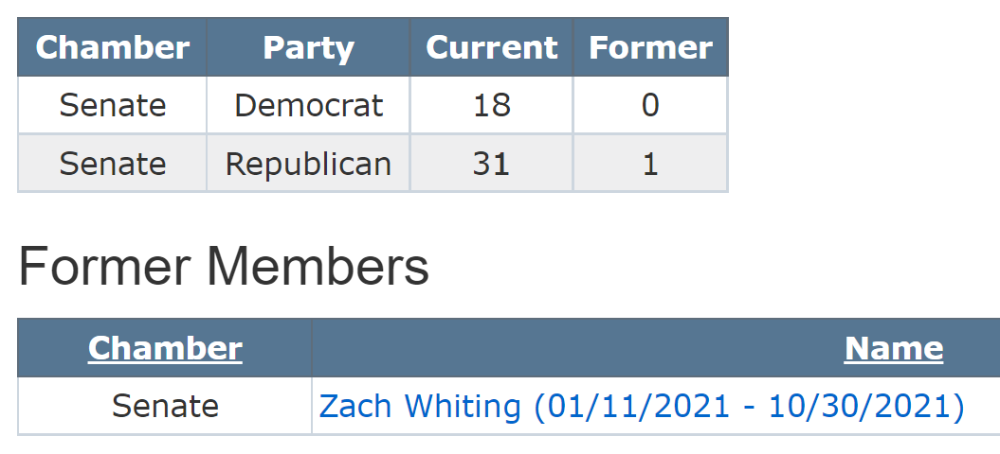 Chamber Party Current Former
Senate Democrat 18 0
Senate Republican 31 1
Former Members
Chamber Name
Senate Zach Whiting (01/11/2021 - 10/30/2021)